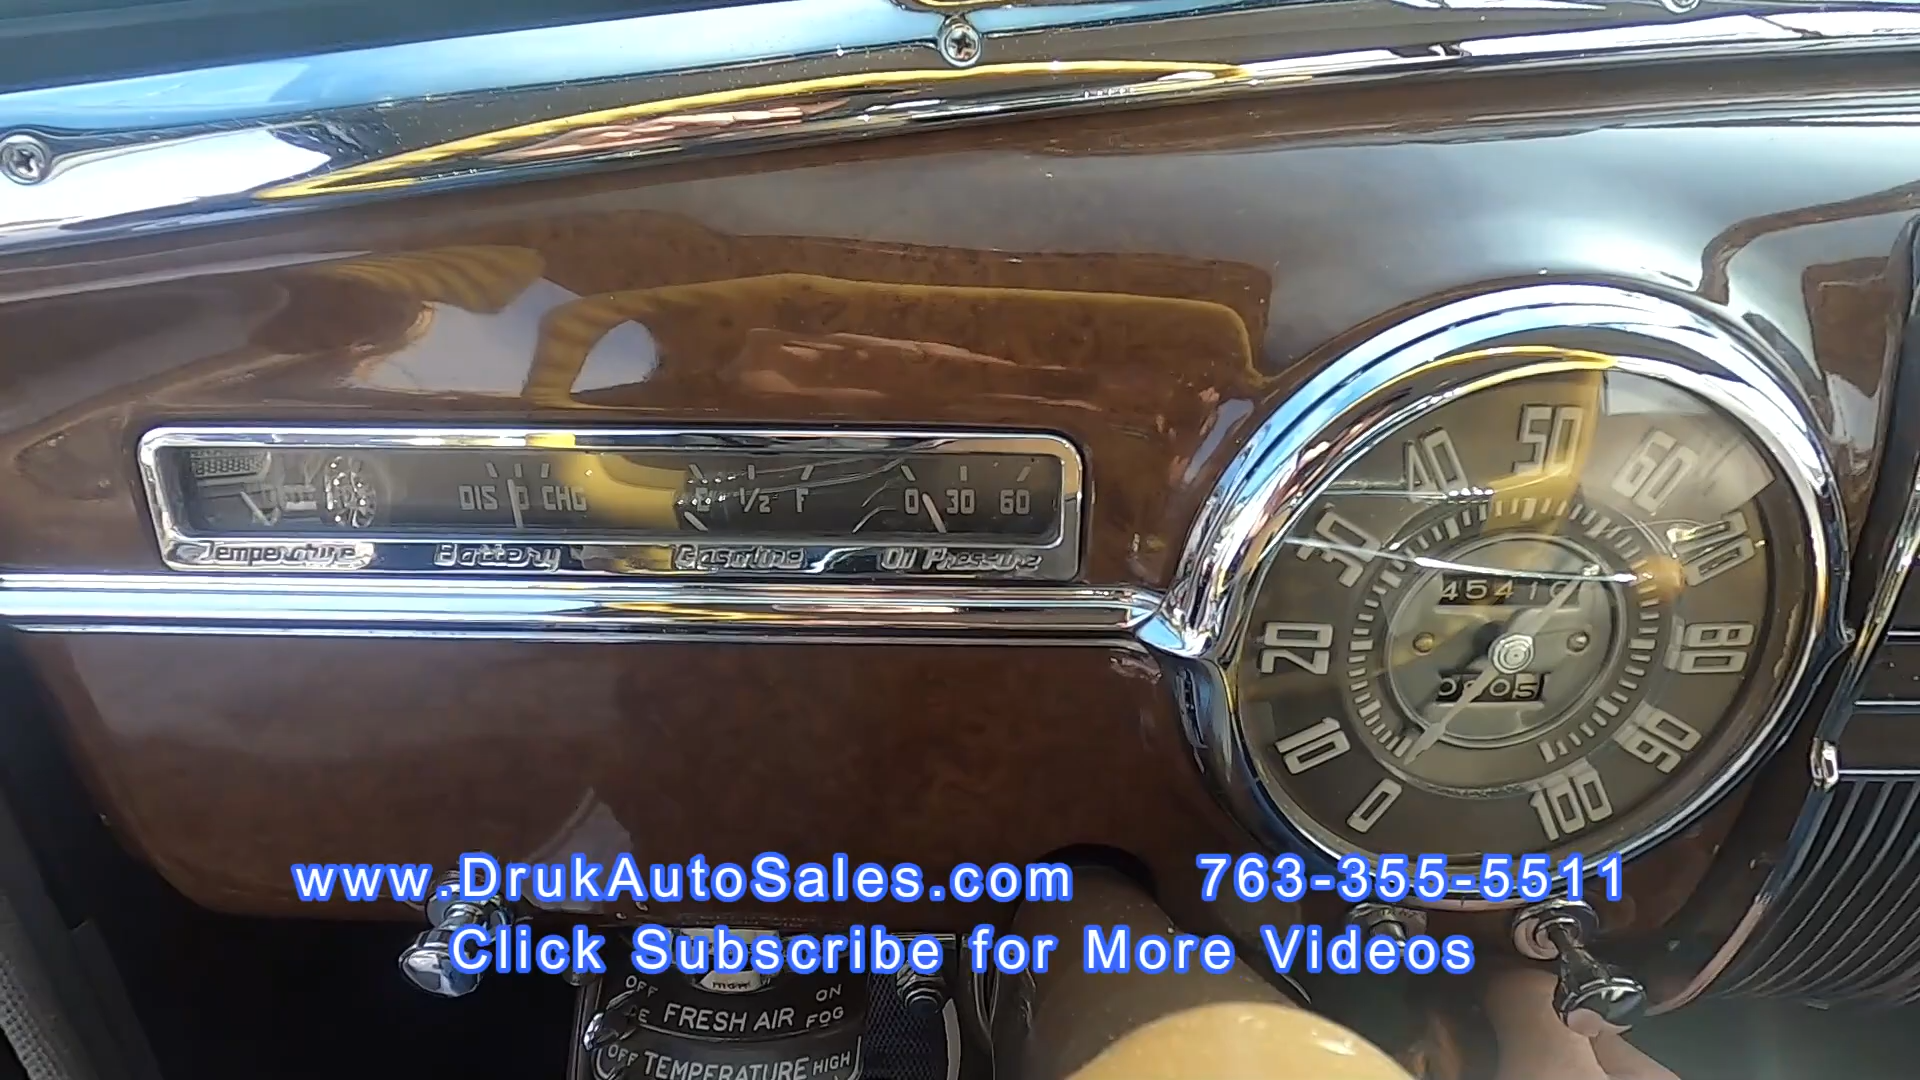 50
40 60
30 70
DIS 0 CHG E 1/2 F 0 30 60
Temperature Battery Gasoline Oil Pressure
45410
20 80
10 90
0 100
www.DrukAutoSales.com 763-355-5511
Click Subscribe for More Videos
OFF ON
FRESH AIR FOG
OFF TEMPERATURE HIGH